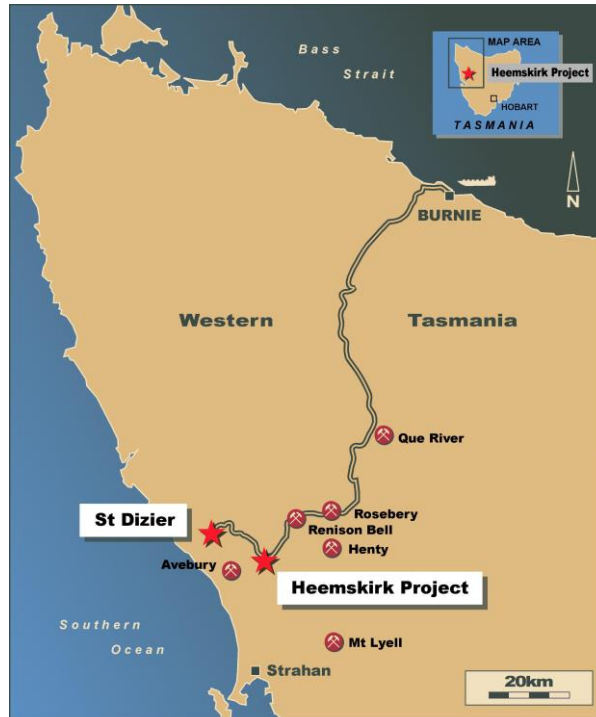 Bass
Strait
MAP AREA
Heemskirk Project
HOBART
TASMANIA
N
BURNIE
Western
Tasmania
Que River
St Dizier
Rosebery
Renison Bell
Henty
Avebury
Heemskirk Project
Southern
Ocean
Mt Lyell
Strahan
20km